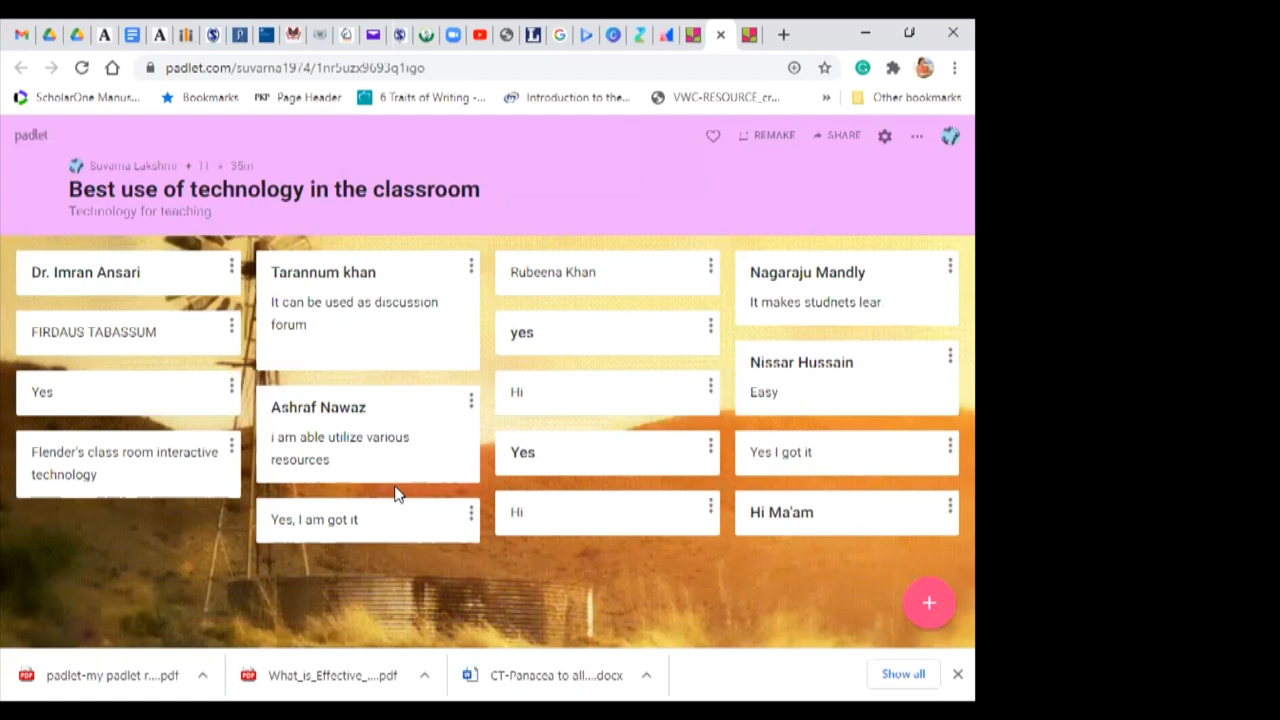 padlet.com/suvarna1974/1nr5uzx9693q1igo
ScholarOne Manus...
Bookmarks
PKP Page Header
6 Traits of Writing -...
Introduction to the...
VWC-RESOURCE_cr...
»
Other bookmarks
padlet
REMAKE
SHARE
Suvarna Lakshmi + 11 • 35m
Best use of technology in the classroom
Technology for teaching
Dr. Imran Ansari
FIRDAUS TABASSUM
Yes
Flender's class room interactive
technology
Tarannum khan
It can be used as discussion
forum
Ashraf Nawaz
i am able utilize various
resources
Yes, I am got it
Rubeena Khan
yes
Hi
Yes
Hi
Nagaraju Mandly
It makes studnets lear
Nissar Hussain
Easy
Yes I got it
Hi Ma'am
padlet-my padlet r....pdf
What_is_Effective_....pdf
CT-Panacea to all....docx
Show all